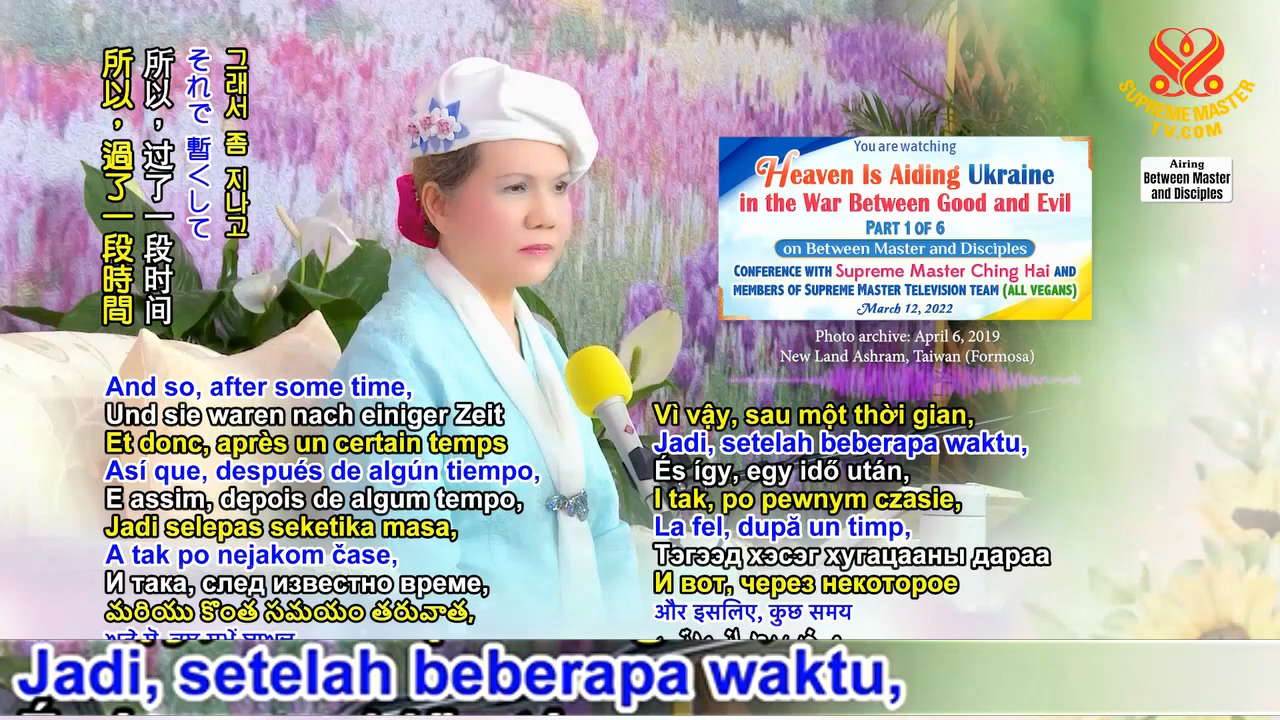 그래서 좀 지나고
それで 暫くして
所以，过了一段时间
所以，過了一段時間
SUPREME MASTER
TV.COM
Airing
Between Master
and Disciples
You are watching
Heaven Is Aiding Ukraine
in the War Between Good and Evil
PART 1 OF 6
on Between Master and Disciples
CONFERENCE WITH Supreme Master Ching Hai AND
MEMBERS OF SUPREME MASTER TELEVISION TEAM (ALL VEGANS)
March 12, 2022
Photo archive: April 6, 2019
New Land Ashram, Taiwan (Formosa)
And so, after some time,
Und sie waren nach einiger Zeit
Et donc, après un certain temps
Así que, después de algún tiempo,
E assim, depois de algum tempo,
Jadi selepas seketika masa,
A tak po nejakom čase,
И така, след известно време,
మరియు కొంత సమయం తరువాత,
Vì vậy, sau một thời gian,
Jadi, setelah beberapa waktu,
És így, egy idő után,
I tak, po pewnym czasie,
La fel, după un timp,
Тэгээд хэсэг хугацааны дараа
И вот, через некоторое
और इसलिए, कुछ समय
Jadi, setelah beberapa waktu,